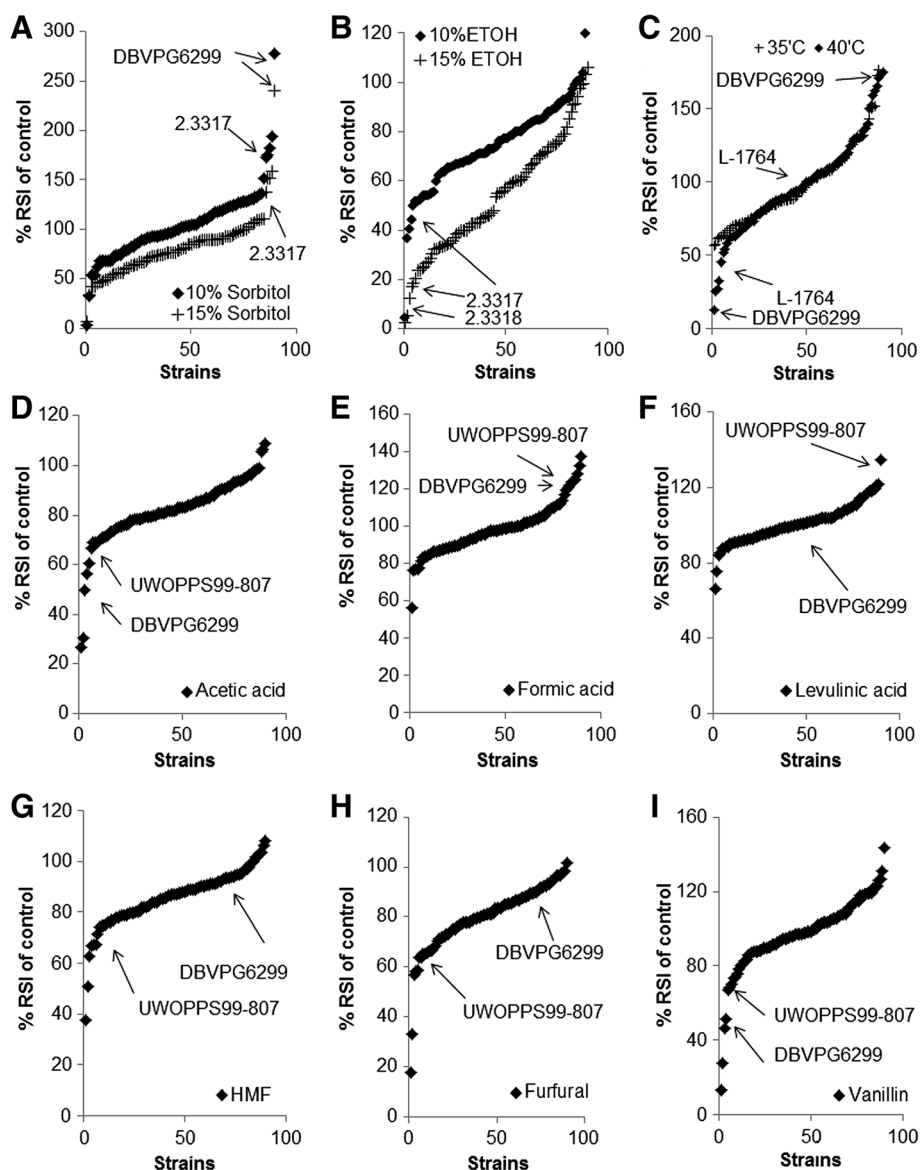 A
300
250
200
150
100
50
0
% RSI of control
DBVPG6299
2.3317
2.3317
10% Sorbitol
15% Sorbitol
0
50
100
Strains
B
120
100
80
60
40
20
0
% RSI of control
10%ETOH
15% ETOH
2.3317
2.3318
0
50
100
Strains
C
200
150
100
50
0
% RSI of control
+35'C 40'C
DBVPG6299
L-1764
L-1764
DBVPG6299
0
50
100
Strains
D
120
100
80
60
40
20
0
% RSI of control
UWOPPS99-807
DBVPG6299
Acetic acid
0
50
100
Strains
E
160
140
120
100
80
60
40
20
0
% RSI of control
UWOPPS99-807
DBVPG6299
Formic acid
0
50
100
Strains
F
160
120
80
40
0
% RSI of control
UWOPPS99-807
DBVPG6299
Levulinic acid
0
50
100
Strains
G
120
100
80
60
40
20
0
% RSI of control
DBVPG6299
UWOPPS99-807
HMF
0
50
100
Strains
H
120
100
80
60
40
20
0
% RSI of control
DBVPG6299
UWOPPS99-807
Furfural
0
50
100
Strains
I
160
120
80
40
0
% RSI of control
UWOPPS99-807
DBVPG6299
Vanillin
0
50
100
Strains